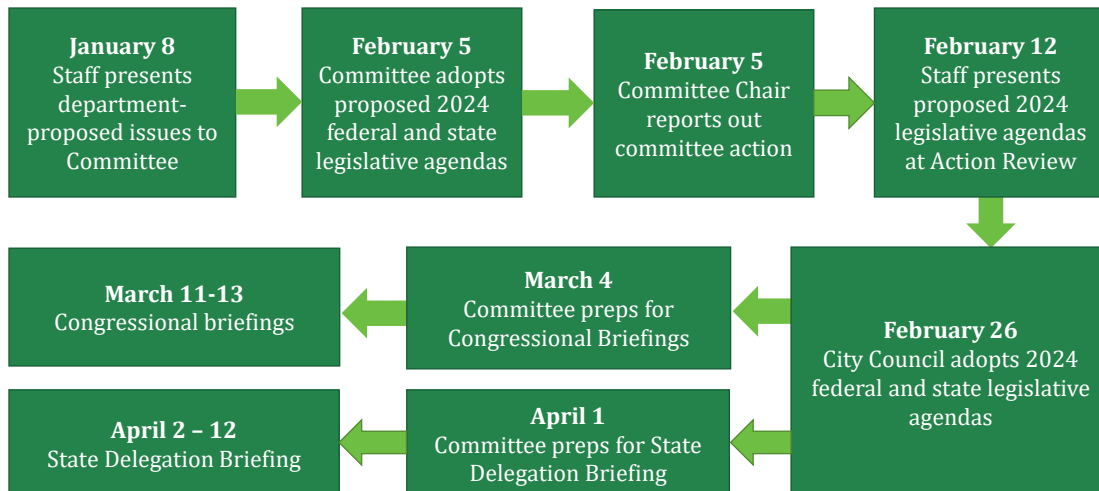 January 8
Staff presents
department-
proposed issues to
Committee
February 5
Committee adopts
proposed 2024
federal and state
legislative agendas
February 5
Committee Chair
reports out
committee action
February 12
Staff presents
proposed 2024
legislative agendas
at Action Review
February 26
City Council adopts 2024
federal and state legislative
agendas
March 4
Committee preps for
Congressional Briefings
March 11-13
Congressional briefings
April 1
Committee preps for State
Delegation Briefing
April 2 – 12
State Delegation Briefing